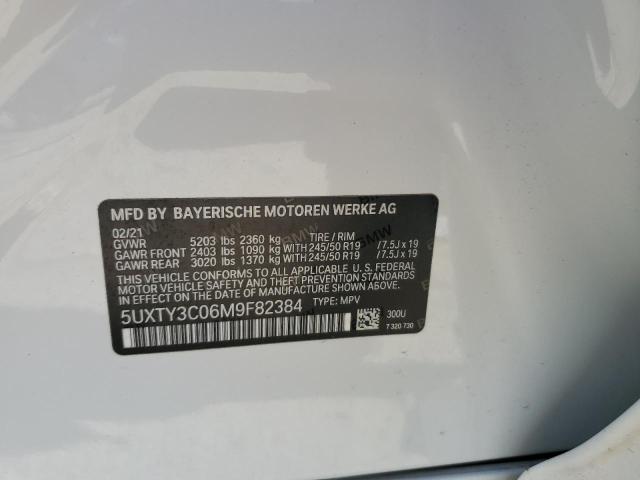 MFD BY BAYERISCHE MOTOREN WERKE AG
02/21
GVWR 5203 lbs 2360 kg TIRE / RIM
GAWR FRONT 2403 lbs 1090 kg WITH 245/50 R19 /7.5J x 19
GAWR REAR 3020 lbs 1370 kg WITH 245/50 R19 /7.5J x 19
THIS VEHICLE CONFORMS TO ALL APPLICABLE U.S. FEDERAL
MOTOR VEHICLE SAFETY AND THEFT PREVENTION STANDARDS
IN EFFECT ON THE DATE OF MANUFACTURE SHOWN ABOVE.
5UXTY3C06M9F82384 TYPE: MPV
300U
7 320 730
BMW